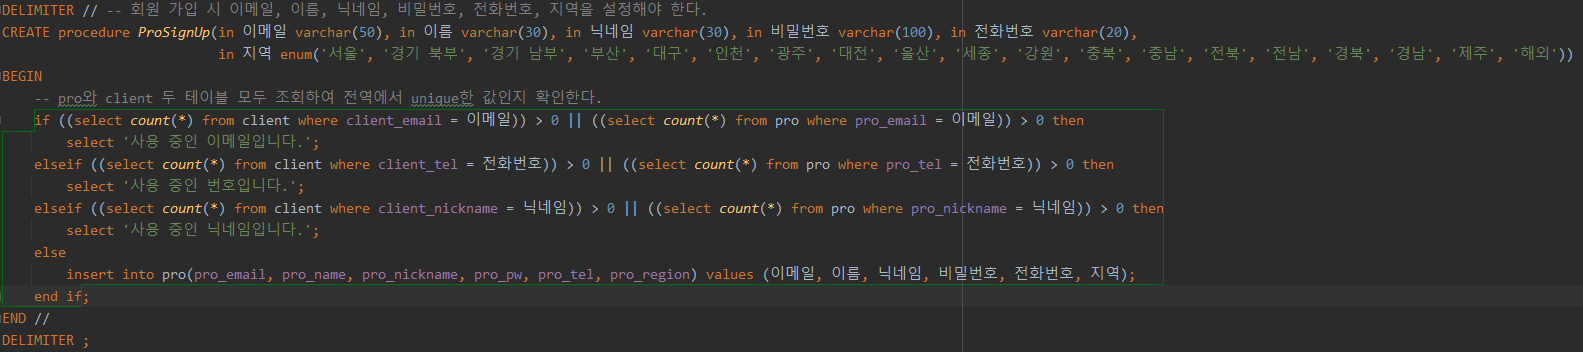 DELIMITER // -- 회원 가입 시 이메일, 이름, 닉네임, 비밀번호, 전화번호, 지역을 설정해야 한다.
CREATE procedure ProSignUp(in 이메일 varchar(50), in 이름 varchar(30), in 닉네임 varchar(30), in 비밀번호 varchar(100), in 전화번호 varchar(20),
in 지역 enum('서울', '경기 북부', '경기 남부', '부산', '대구', '인천', '광주', '대전', '울산', '세종', '강원', '충북', '충남', '전북', '전남', '경북', '경남', '제주', '해외'))
BEGIN
-- pro와 client 두 테이블 모두 조회하여 전역에서 unique한 값인지 확인한다.
if ((select count(*) from client where client_email = 이메일)) > 0 || ((select count(*) from pro where pro_email = 이메일)) > 0 then
select '사용 중인 이메일입니다.';
elseif ((select count(*) from client where client_tel = 전화번호)) > 0 || ((select count(*) from pro where pro_tel = 전화번호)) > 0 then
select '사용 중인 번호입니다.';
elseif ((select count(*) from client where client_nickname = 닉네임)) > 0 || ((select count(*) from pro where pro_nickname = 닉네임)) > 0 then
select '사용 중인 닉네임입니다.';
else
insert into pro(pro_email, pro_name, pro_nickname, pro_pw, pro_tel, pro_region) values (이메일, 이름, 닉네임, 비밀번호, 전화번호, 지역);
end if;
END //
DELIMITER ;